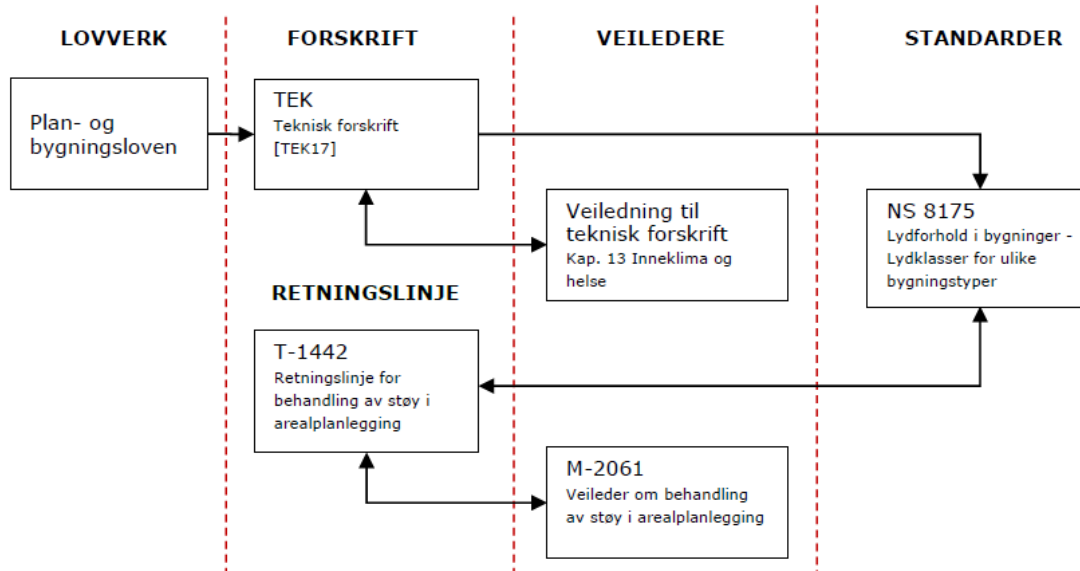 LOVVERK
FORSKRIFT
VEILEDERE
STANDARDER
Plan- og
bygningsloven
TEK
Teknisk forskrift
[TEK17]
Veiledning til
teknisk forskrift
Kap. 13 Inneklima og
helse
NS 8175
Lydforhold i bygninger -
Lydklasser for ulike
bygningstyper
RETNINGSLINJE
T-1442
Retningslinje for
behandling av støy i
arealplanlegging
M-2061
Veileder om behandling
av støy i arealplanlegging